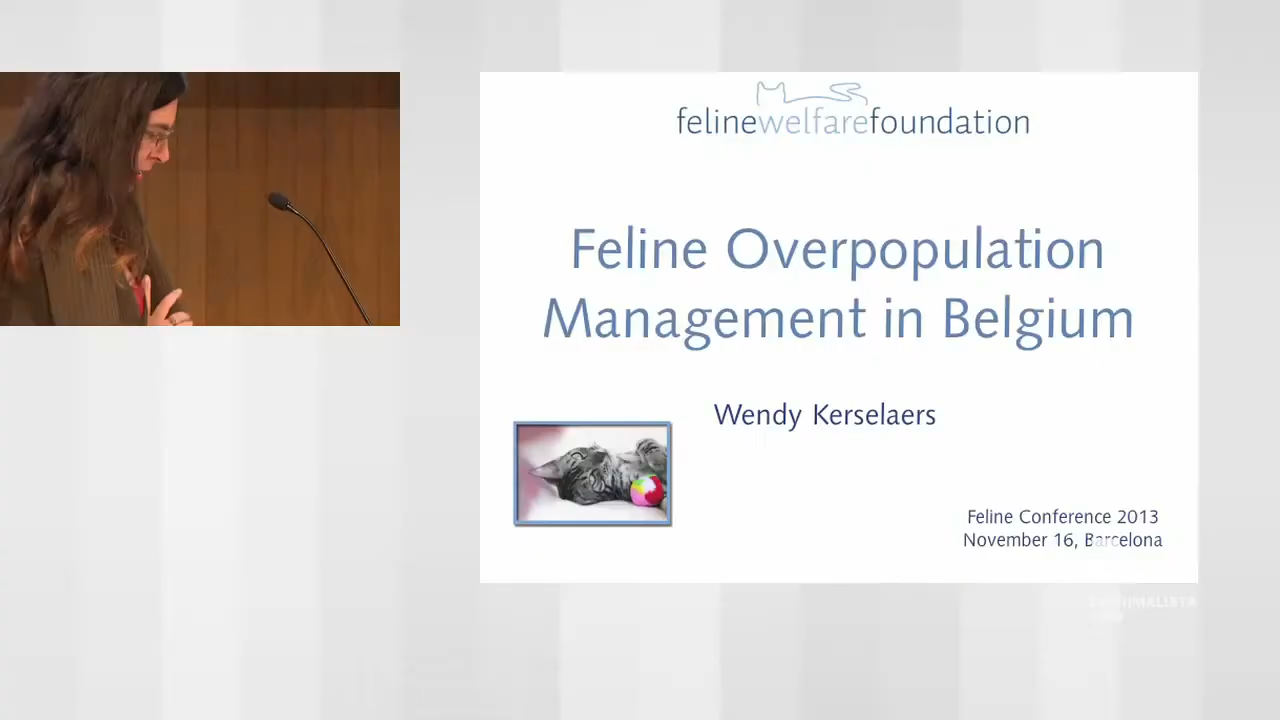 felinewelfarefoundation
Feline Overpopulation
Management in Belgium
Wendy Kerselaers
Feline Conference 2013
November 16, Barcelona